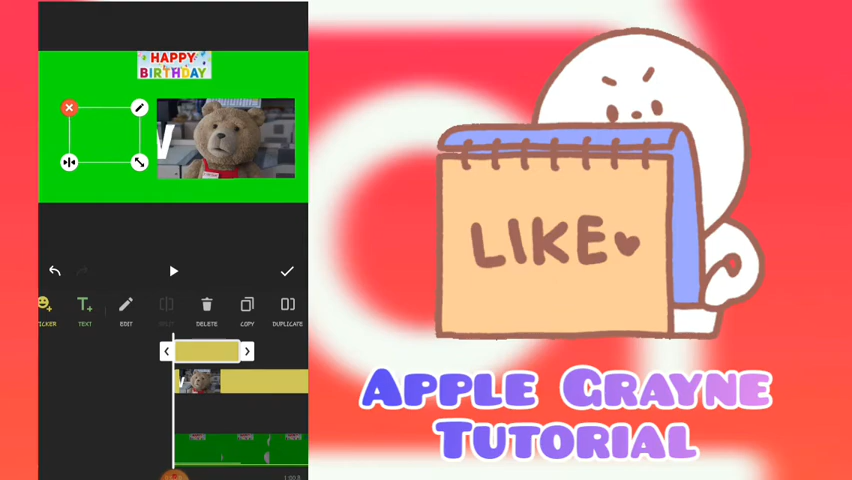 HAPPY
BIRTHDAY
TEXT
EDIT
DELETE
COPY
DUPLICATE
LIKE
APPLE GRAYNE
TUTORIAL